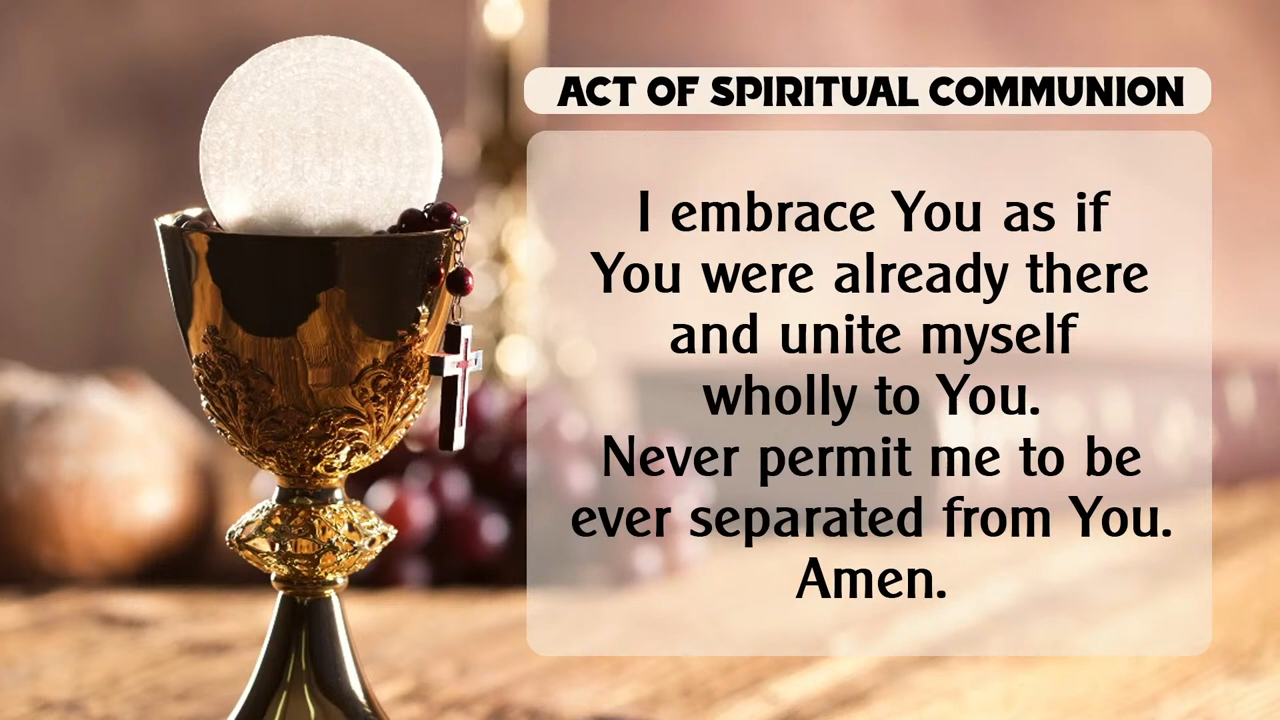 ACT OF SPIRITUAL COMMUNION
I embrace You as if
You were already there
and unite myself
wholly to You.
Never permit me to be
ever separated from You.
Amen.